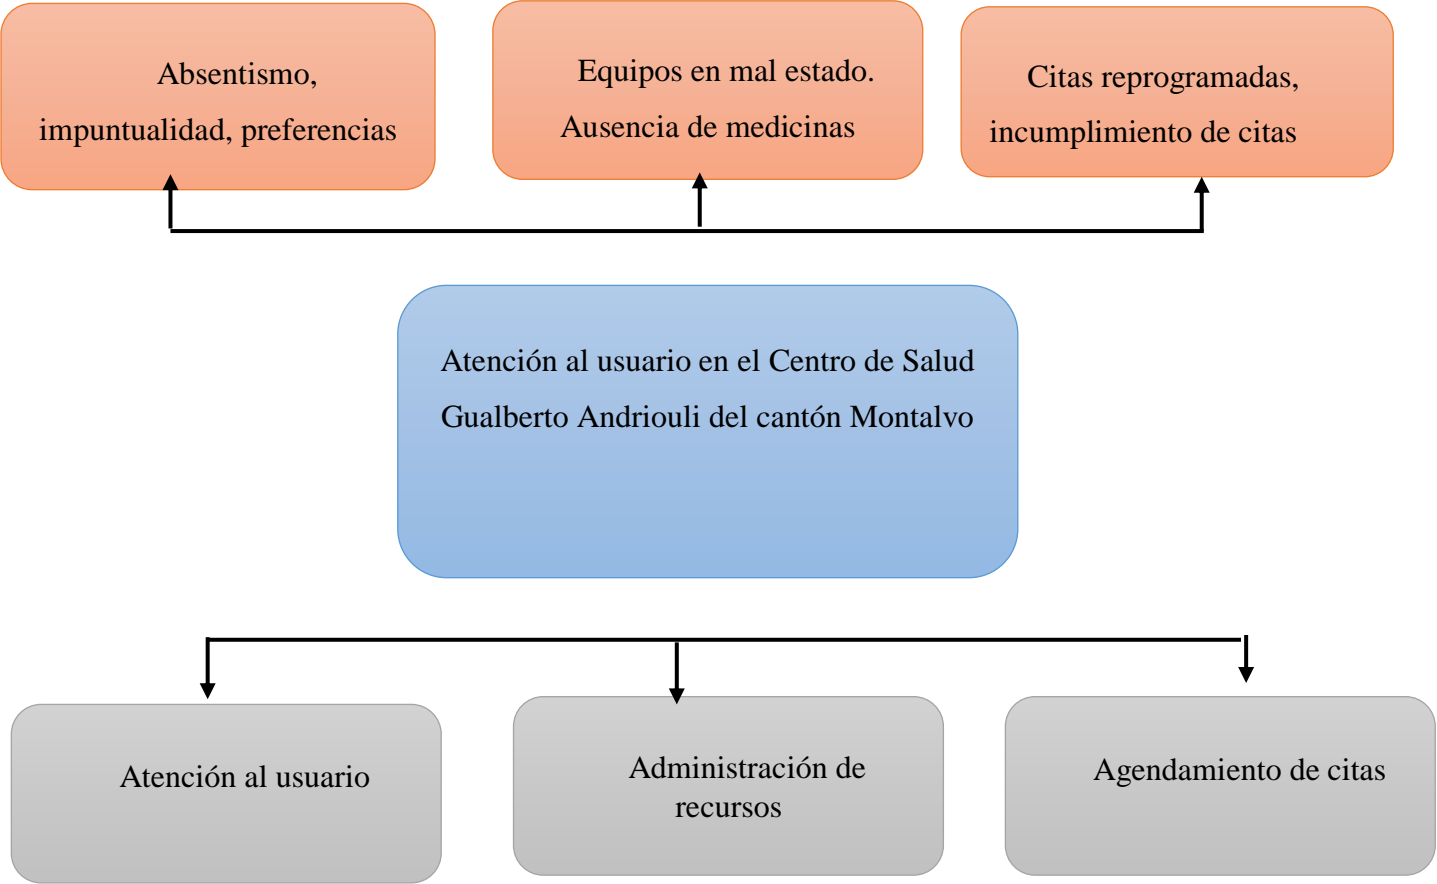 Absentismo,
impuntualidad, preferencias
Equipos en mal estado.
Ausencia de medicinas
Citas reprogramadas,
incumplimiento de citas
Atención al usuario en el Centro de Salud
Gualberto Andriouli del cantón Montalvo
Atención al usuario
Administración de
recursos
Agendamiento de citas